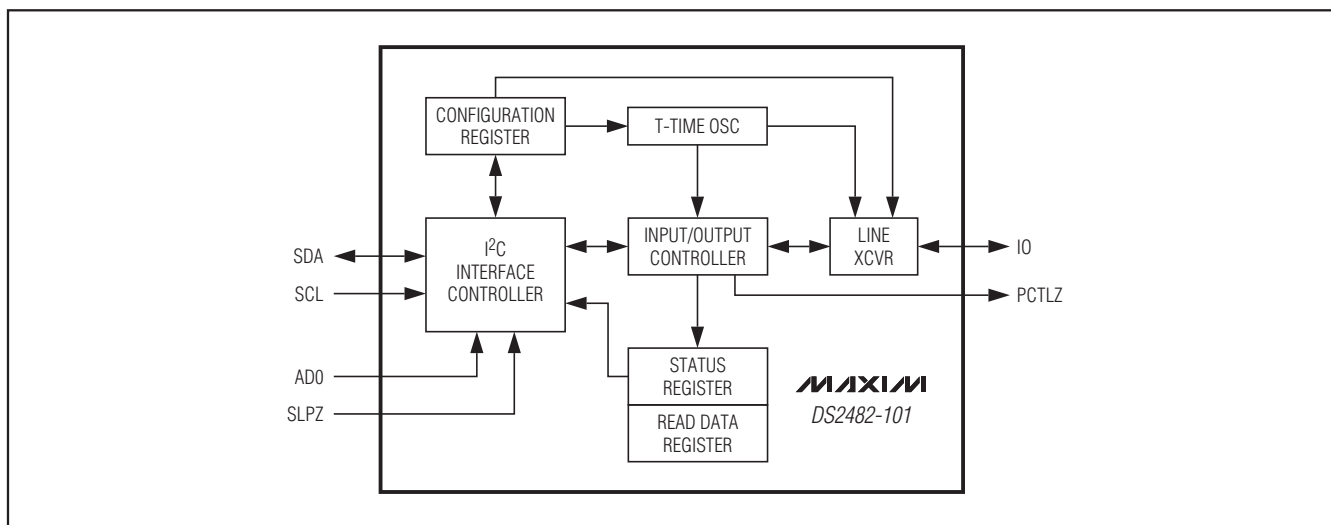 CONFIGURATION
REGISTER
T-TIME OSC
SDA
SCL
AD0
SLPZ
I²C
INTERFACE
CONTROLLER
INPUT/OUTPUT
CONTROLLER
LINE
XCVR
IO
PCTLZ
STATUS
REGISTER
READ DATA
REGISTER
MAXIM
DS2482-101